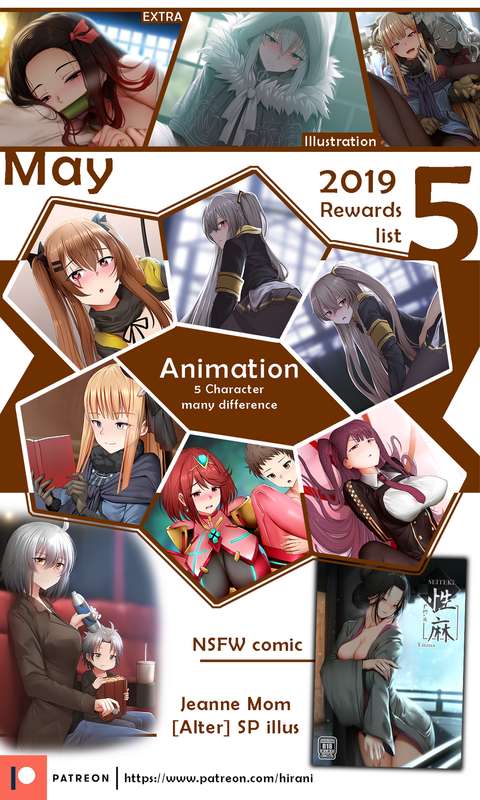 EXTRA
Illustration
May
2019
Rewards
list
5
Animation
5 Character
many difference
NSFW comic
SEITEKI
性
麻
Jeanne Mom
[Alter] SP illus
PATREON | https://www.patreon.com/hirani